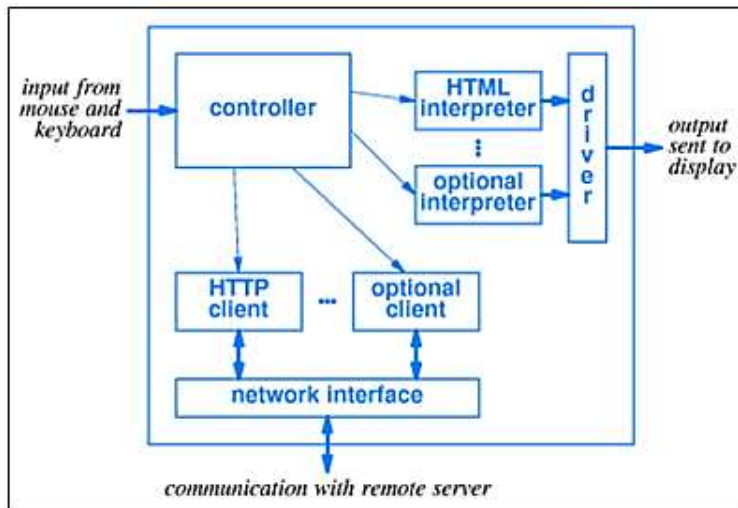 input from
mouse and
keyboard
controller
HTML
interpreter
optional
interpreter
driver
output
sent to
display
HTTP
client
optional
client
network interface
communication with remote server